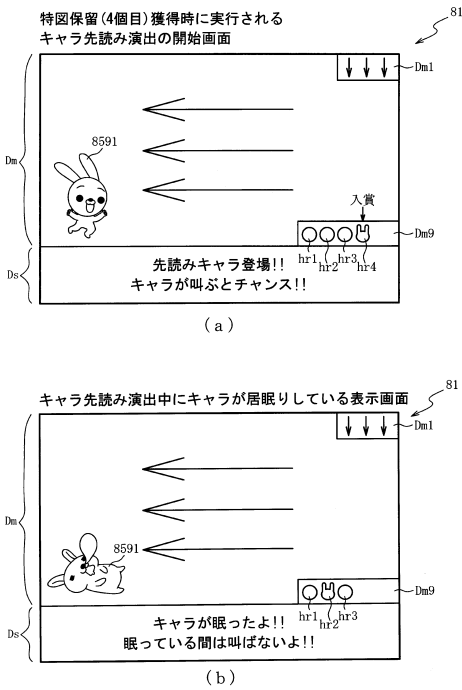 特図保留(4個目)獲得時に実行される
キャラ先読み演出の開始画面
81
Dm1
Dm
8591
入賞
Dm9
hr1 hr2 hr3 hr4
Ds
先読みキャラ登場!!
キャラが叫ぶとチャンス!!
(a)
81
キャラ先読み演出中にキャラが居眠りしている表示画面
Dm1
Dm
8591
Dm9
hr1 hr2 hr3
Ds
キャラが眠ったよ!!
眠っている間は叫ばないよ!!
(b)